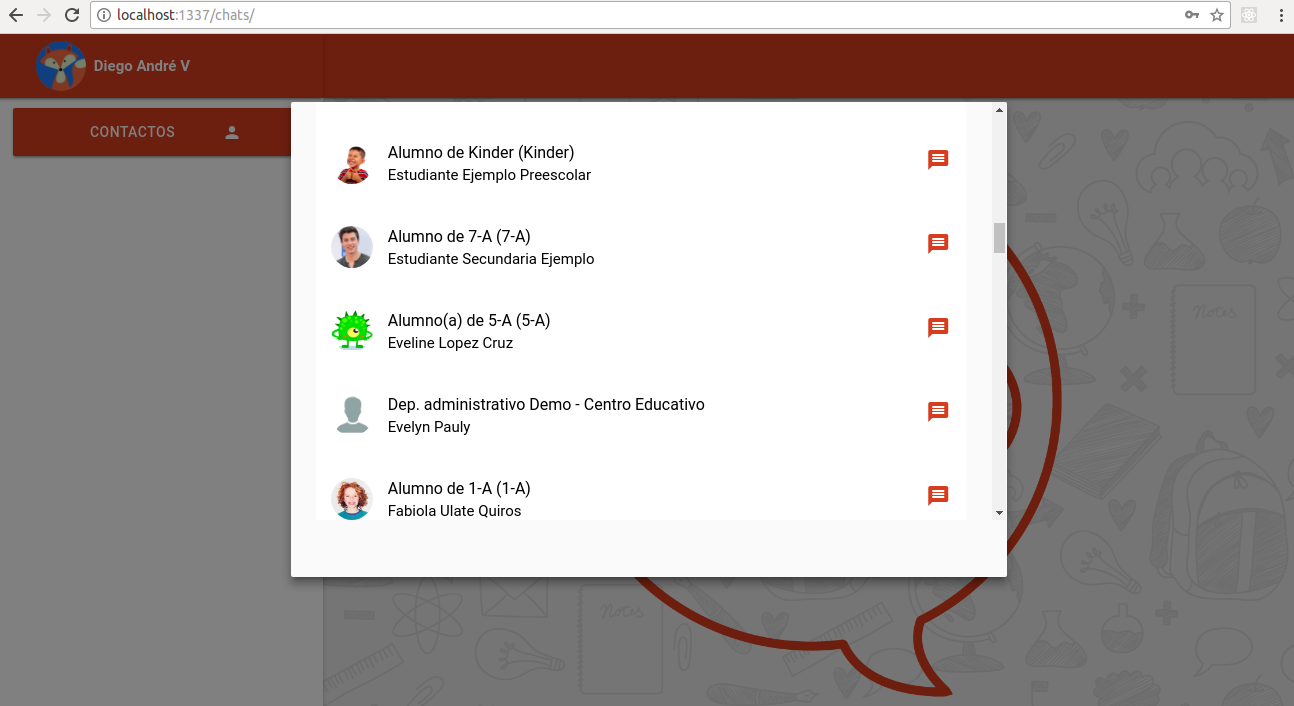 localhost:1337/chats/
Diego André V
CONTACTOS
Alumno de Kinder (Kinder)
Estudiante Ejemplo Preescolar
Alumno de 7-A (7-A)
Estudiante Secundaria Ejemplo
Alumno(a) de 5-A (5-A)
Eveline Lopez Cruz
Dep. administrativo Demo - Centro Educativo
Evelyn Pauly
Alumno de 1-A (1-A)
Fabiola Ulate Quiros
Notes
Notes